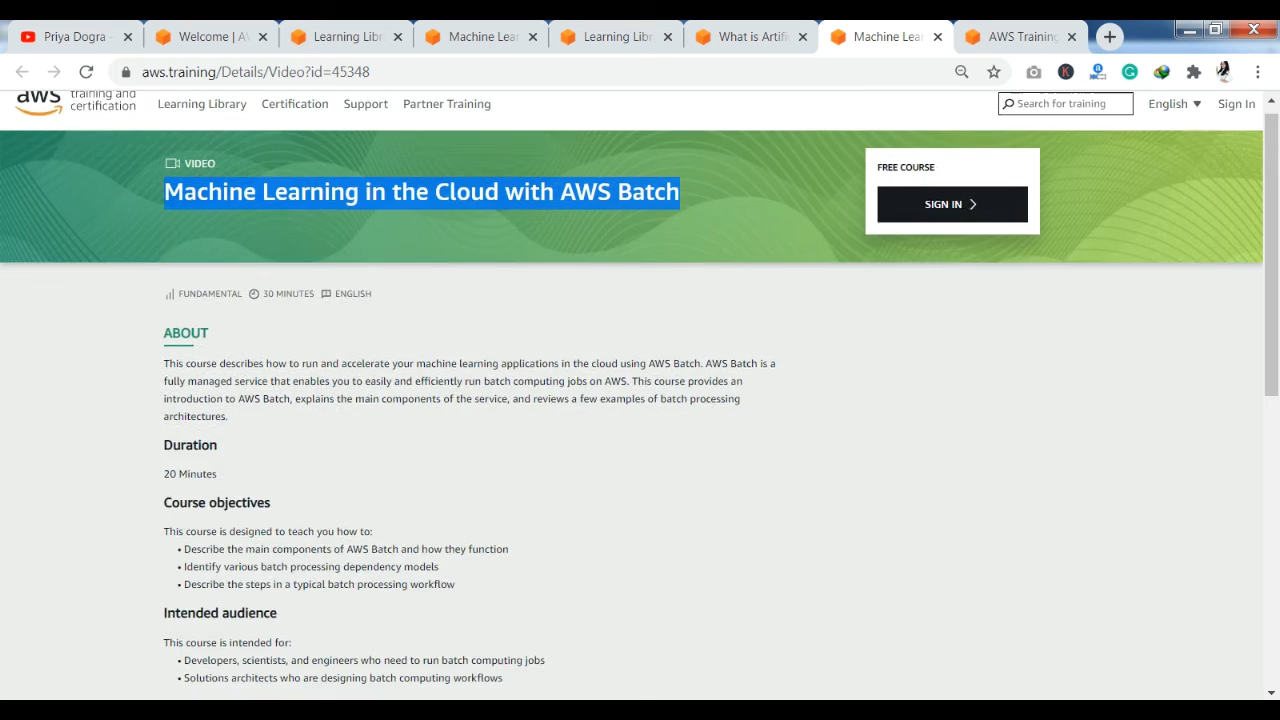 Priya Dogra -
Welcome | A
Learning Libr
Machine Lear
Learning Libr
What is Artifi
Machine Lear
AWS Training
aws.training/Details/Video?id=45348
aws training and
certification
Learning Library
Certification
Support
Partner Training
Search for training
English
Sign In
VIDEO
Machine Learning in the Cloud with AWS Batch
FREE COURSE
SIGN IN
FUNDAMENTAL
30 MINUTES
ENGLISH
ABOUT
This course describes how to run and accelerate your machine learning applications in the cloud using AWS Batch. AWS Batch is a
fully managed service that enables you to easily and efficiently run batch computing jobs on AWS. This course provides an
introduction to AWS Batch, explains the main components of the service, and reviews a few examples of batch processing
architectures.
Duration
20 Minutes
Course objectives
This course is designed to teach you how to:
• Describe the main components of AWS Batch and how they function
• Identify various batch processing dependency models
• Describe the steps in a typical batch processing workflow
Intended audience
This course is intended for:
• Developers, scientists, and engineers who need to run batch computing jobs
• Solutions architects who are designing batch computing workflows